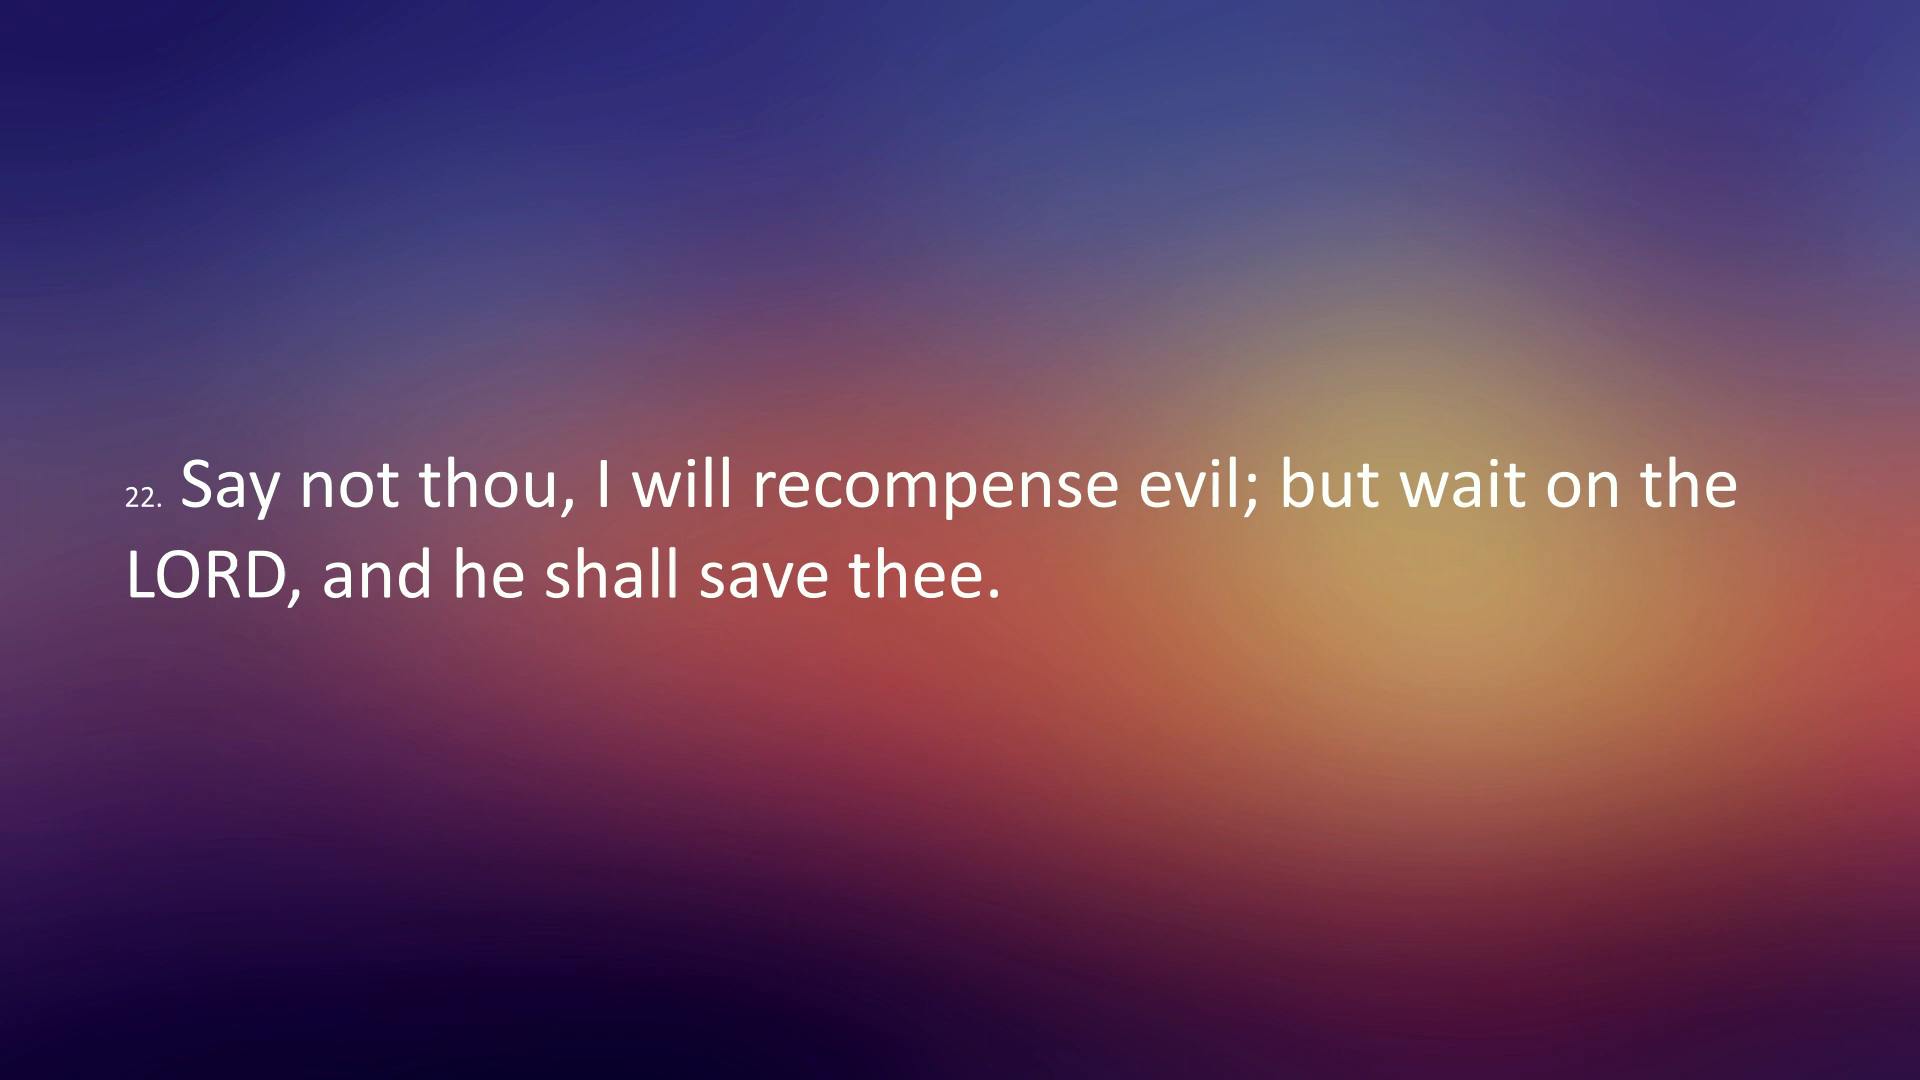 22. Say not thou, I will recompense evil; but wait on the
LORD, and he shall save thee.